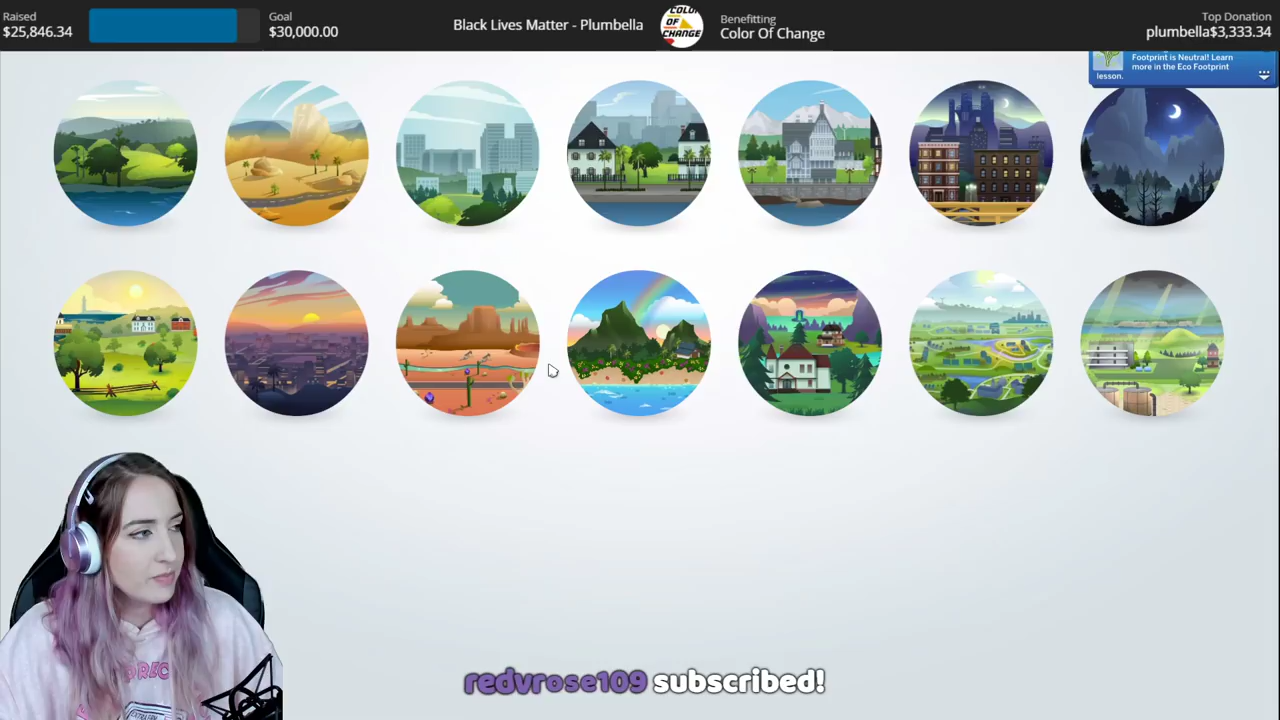 Raised
$25,846.34
Goal
$30,000.00
Black Lives Matter - Plumbella
COLOR
OF
CHANGE
Benefitting
Color Of Change
Top Donation
plumbella$3,333.34
Footprint is Neutral! Learn
more in the Eco Footprint
lesson.
redvrose109 subscribed!